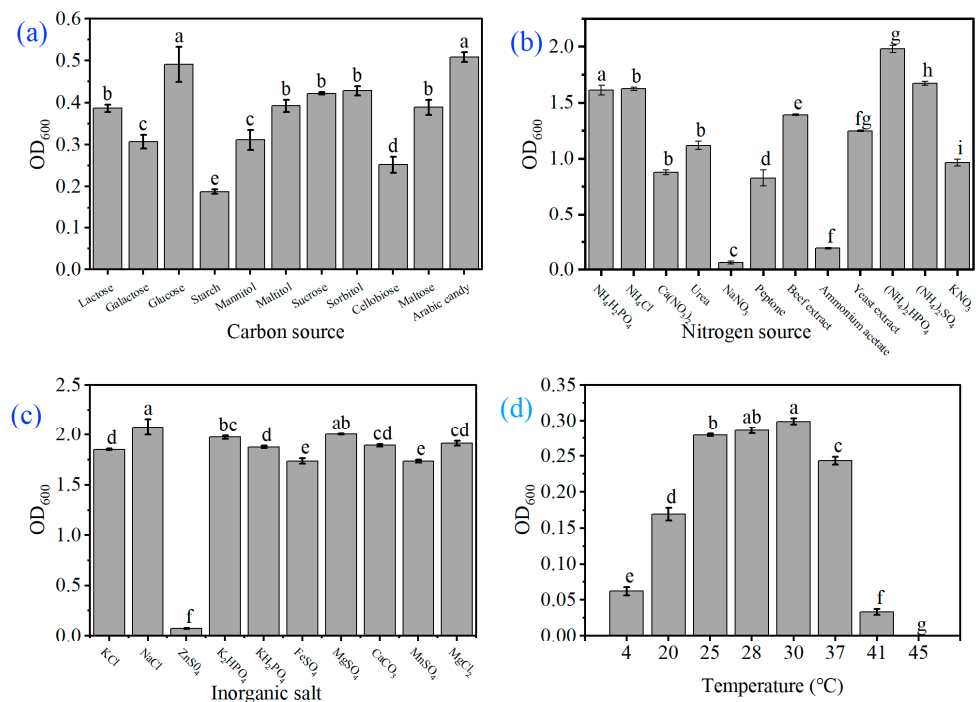 (a)
OD600
0.6
0.5
0.4
0.3
0.2
0.1
0.0
b
c
a
e
c
b
b
b
d
b
a
Lactose
Galactose
Glucose
Starch
Mannitol
Maltitol
Sucrose
Sorbitol
Cellobiose
Maltose
Arabic candy
Carbon source
(b)
OD600
2.0
1.5
1.0
0.5
0.0
a
b
b
b
c
d
e
f
fg
g
h
i
NH4H2PO4
NH4Cl
Ca(NO3)2
Urea
NaNO3
Peptone
Beef extract
Ammonium acetate
Yeast extract
(NH4)2HPO4
(NH4)2SO4
KNO3
Nitrogen source
(c)
OD600
2.5
2.0
1.5
1.0
0.5
0.0
d
a
f
bc
d
e
ab
cd
e
cd
KCl
NaCl
ZnS04
K2HPO4
KH2PO4
FeSO4
MgSO4
CaCO3
MnSO4
MgCl2
Inorganic salt
(d)
OD600
0.35
0.30
0.25
0.20
0.15
0.10
0.05
0.00
e
d
b
ab
a
c
f
g
4 20 25 28 30 37 41 45
Temperature (°C)